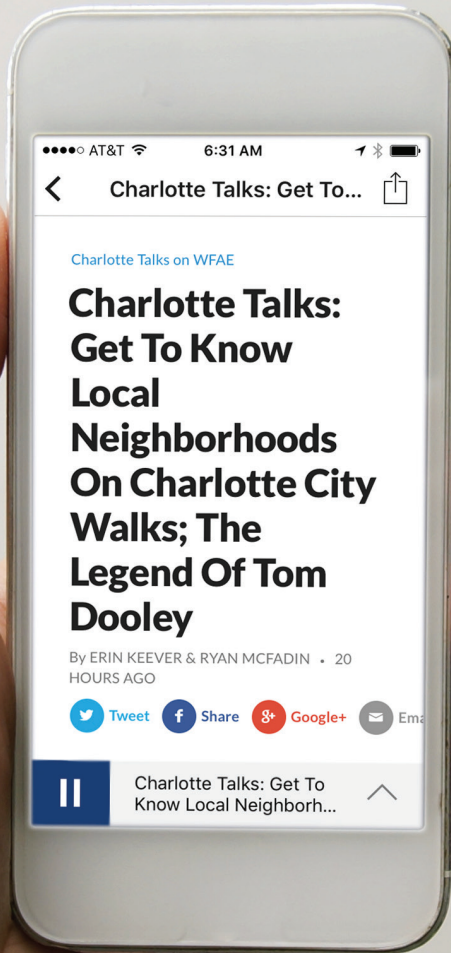 AT&T 6:31 AM
Charlotte Talks: Get To...
Charlotte Talks on WFAE
Charlotte Talks:
Get To Know
Local
Neighborhoods
On Charlotte City
Walks; The
Legend Of Tom
Dooley
By ERIN KEEVER & RYAN MCFADIN • 20
HOURS AGO
Tweet f Share 8+ Google+ Ema
Charlotte Talks: Get To
Know Local Neighborh...